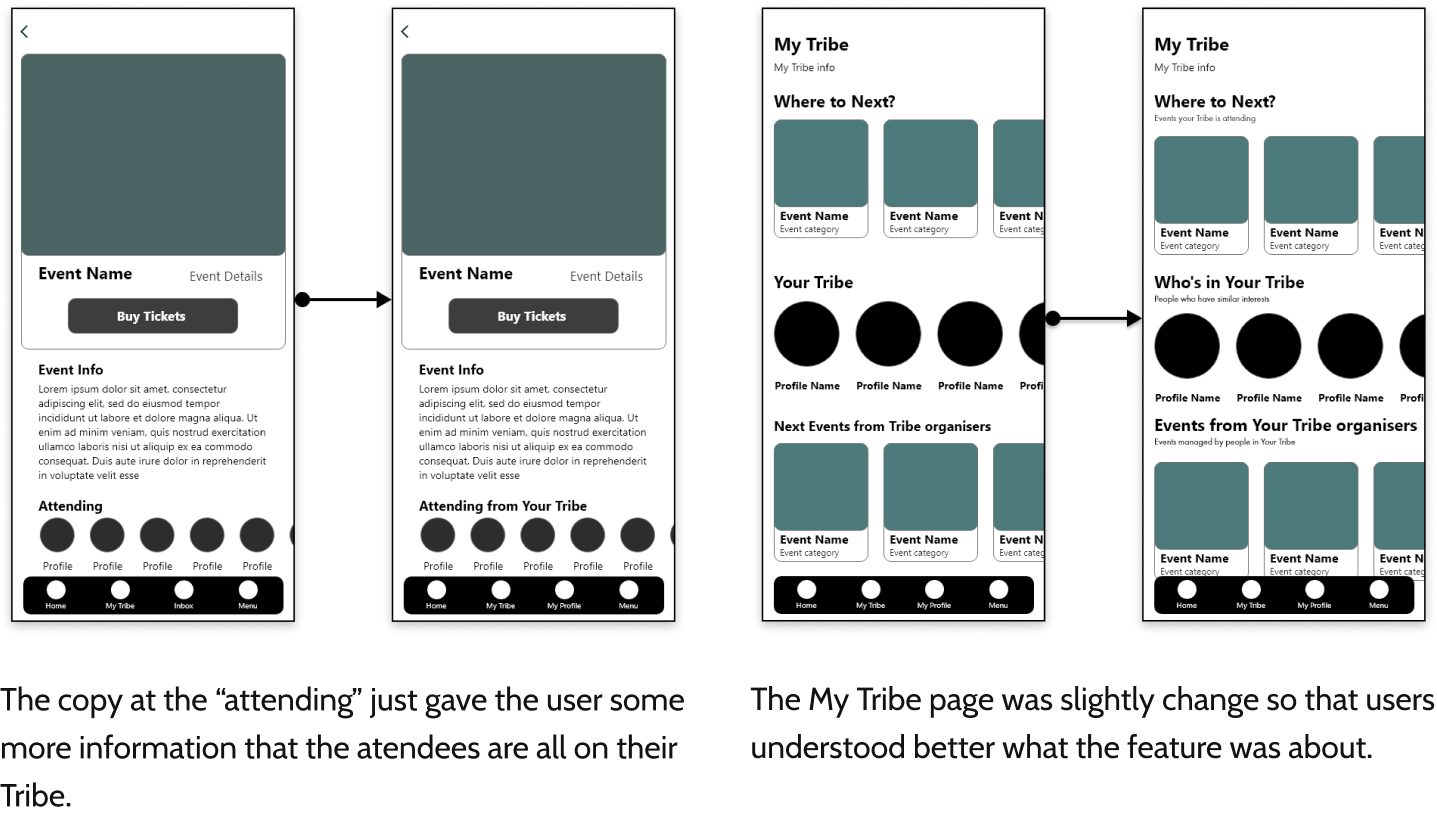 Event Name
Event Details
Buy Tickets
Event Info
Lorem ipsum dolor sit amet, consectetur
adipiscing elit, sed do eiusmod tempor
incididunt ut labore et dolore magna aliqua. Ut
enim ad minim veniam, quis nostrud exercitation
ullamco laboris nisi ut aliquip ex ea commodo
consequat. Duis aute irure dolor in reprehenderit
in voluptate velit esse
Attending
Profile Profile Profile Profile Profile
Home My Tribe Inbox Menu
Event Name
Event Details
Buy Tickets
Event Info
Lorem ipsum dolor sit amet, consectetur
adipiscing elit, sed do eiusmod tempor
incididunt ut labore et dolore magna aliqua. Ut
enim ad minim veniam, quis nostrud exercitation
ullamco laboris nisi ut aliquip ex ea commodo
consequat. Duis aute irure dolor in reprehenderit
in voluptate velit esse
Attending from Your Tribe
Profile Profile Profile Profile Profile
Home My Tribe My Profile Menu
The copy at the “attending” just gave the user some
more information that the atendees are all on their
Tribe.
My Tribe
My Tribe info
Where to Next?
Event Name Event Name Event N
Event category Event category Event categ
Your Tribe
Profile Name Profile Name Profile Name Profi
Next Events from Tribe organisers
Event Name Event Name Event N
Event category Event category Event categ
Home My Tribe My Profile Menu
My Tribe
My Tribe info
Where to Next?
Events your Tribe is attending
Event Name Event Name Event N
Event category Event category Event categ
Who's in Your Tribe
People who have similar interests
Profile Name Profile Name Profile Name Profi
Events from Your Tribe organisers
Events managed by people in Your Tribe
Event Name Event Name Event N
Event category Event category Event categ
Home My Tribe My Profile Menu
The My Tribe page was slightly change so that users
understood better what the feature was about.